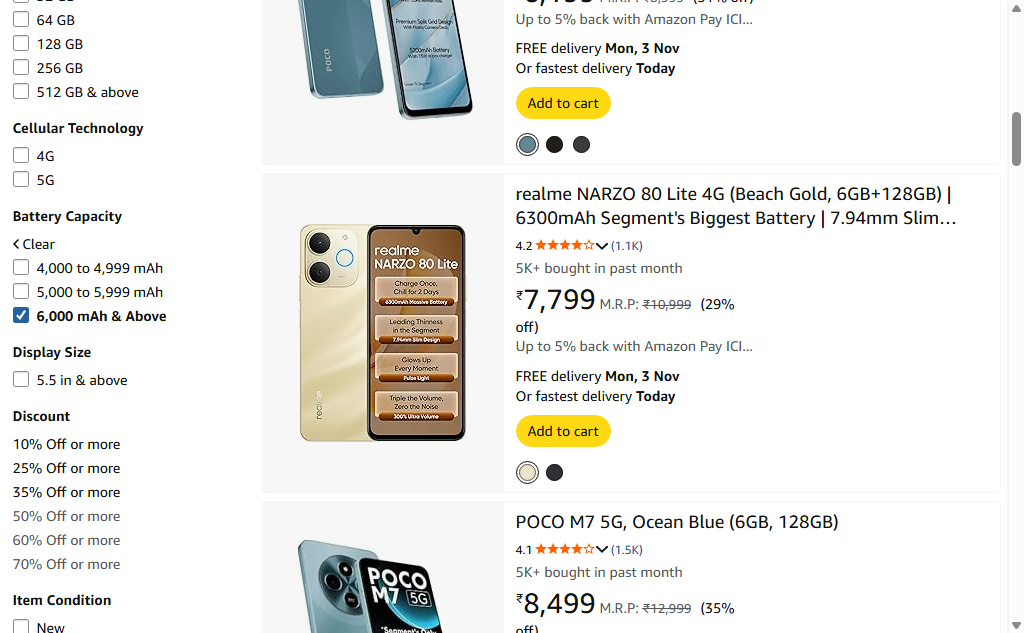 64 GB
128 GB
256 GB
512 GB & above
Cellular Technology
4G
5G
Battery Capacity
Clear
4,000 to 4,999 mAh
5,000 to 5,999 mAh
6,000 mAh & Above
Display Size
5.5 in & above
Discount
10% Off or more
25% Off or more
35% Off or more
50% Off or more
60% Off or more
70% Off or more
Item Condition
New
POCO
Premium Split Grid Design
5200mAh Battery
Up to 5% back with Amazon Pay ICI...
FREE delivery Mon, 3 Nov
Or fastest delivery Today
Add to cart
realme
NARZO 80 Lite
Charge Once,
Chill for 2 Days
6300mAh Massive Battery
Leading Thinness
in the Segment
7.94mm Slim Design
Glows Up
Every Moment
Pulse Light
Triple the Volume,
Zero the Noise
300% Ultra Volume
realme
realme NARZO 80 Lite 4G (Beach Gold, 6GB+128GB) |
6300mAh Segment's Biggest Battery | 7.94mm Slim...
4.2 (1.1K)
5K+ bought in past month
₹7,799 M.R.P: ₹10,999 (29%
off)
Up to 5% back with Amazon Pay ICI...
FREE delivery Mon, 3 Nov
Or fastest delivery Today
Add to cart
POCO
M7 5G
POCO M7 5G, Ocean Blue (6GB, 128GB)
4.1 (1.5K)
5K+ bought in past month
₹8,499 M.R.P: ₹12,999 (35%
off)